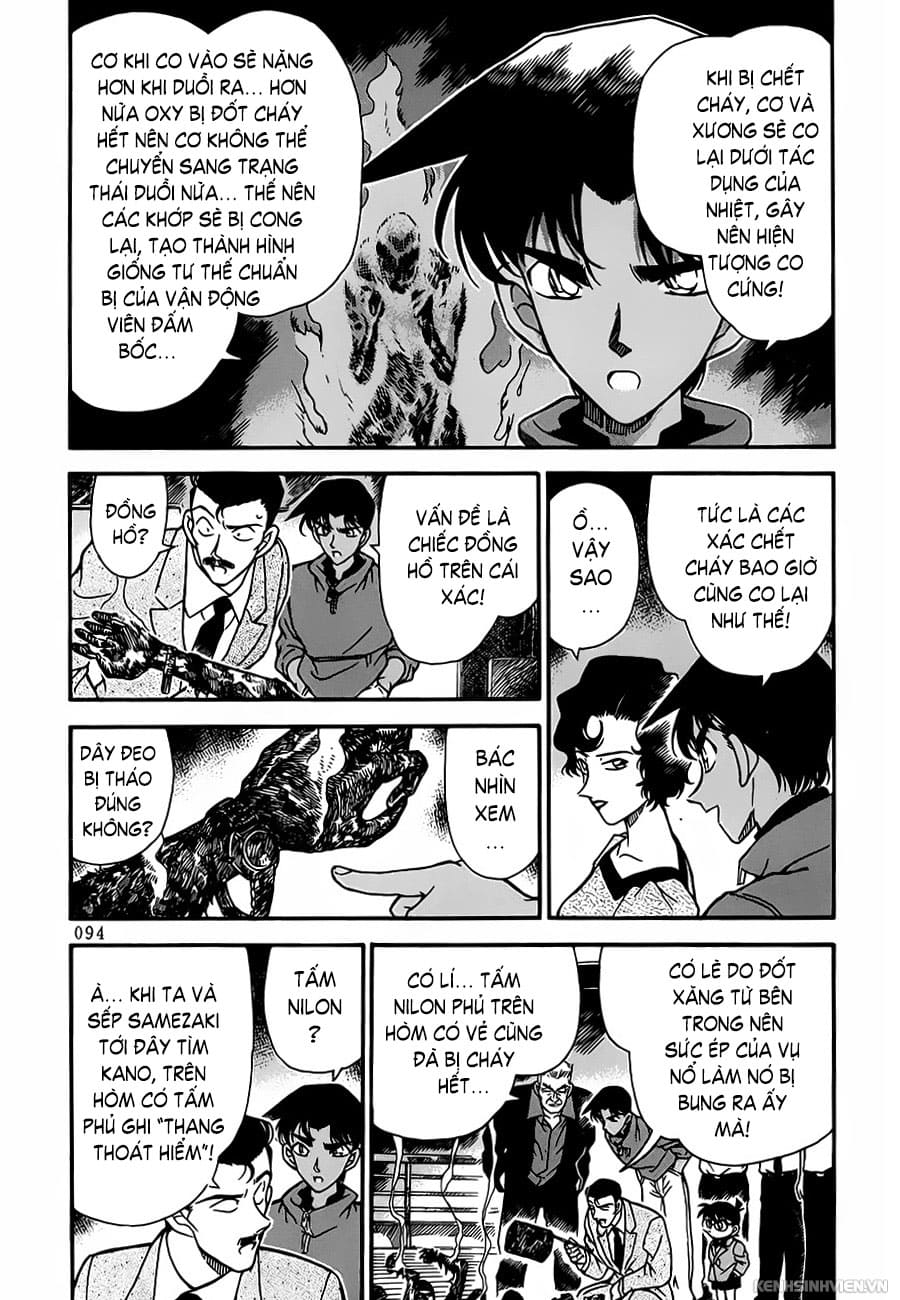 KHI BỊ CHẾT
CHÁY, CƠ VÀ
XƯƠNG SẼ CO
LẠI DƯỚI TÁC
DỤNG CỦA
NHIỆT, GÂY
NÊN HIỆN
TƯỢNG CO
CỨNG!
CƠ KHI CO VÀO SẼ NẶNG
HƠN KHI DUỖI RA... HƠN
NỮA OXY BỊ ĐỐT CHÁY
HẾT NÊN CƠ KHÔNG THỂ
CHUYỂN SANG TRẠNG
THÁI DUỖI NỮA... THẾ NÊN
CÁC KHỚP SẼ BỊ CONG
LẠI, TẠO THÀNH HÌNH
GIỐNG TƯ THẾ CHUẨN
BỊ CỦA VẬN ĐỘNG
VIÊN ĐẤM
BỐC...
TỨC LÀ CÁC
XÁC CHẾT
CHÁY BAO GIỜ
CŨNG CO LẠI
NHƯ THẾ!
Ồ...
VẬY
SAO
...
VẤN ĐỀ LÀ
CHIẾC ĐỒNG
HỒ TRÊN CÁI
XÁC!
ĐỒNG
HỒ?
BÁC
NHÌN
XEM
...
DÂY ĐEO
BỊ THÁO
ĐÚNG
KHÔNG?
094
CÓ LẼ DO ĐỐT
XĂNG TỪ BÊN
TRONG NÊN
SỨC ÉP CỦA VỤ
NỔ LÀM NÓ BỊ
BUNG RA ẤY
MÀ!
CÓ LÍ... TẤM
NILON PHỦ TRÊN
HÒM CÓ VẺ CŨNG
ĐÃ BỊ CHÁY
HẾT...
TẤM
NILON
?
À... KHI TA VÀ
SẾP SAMEZAKI
TỚI ĐÂY TÌM
KANO, TRÊN
HÒM CÓ TẤM
PHỦ GHI "THANG
THOÁT HIỂM"!
KENHSINHVIEN.VN